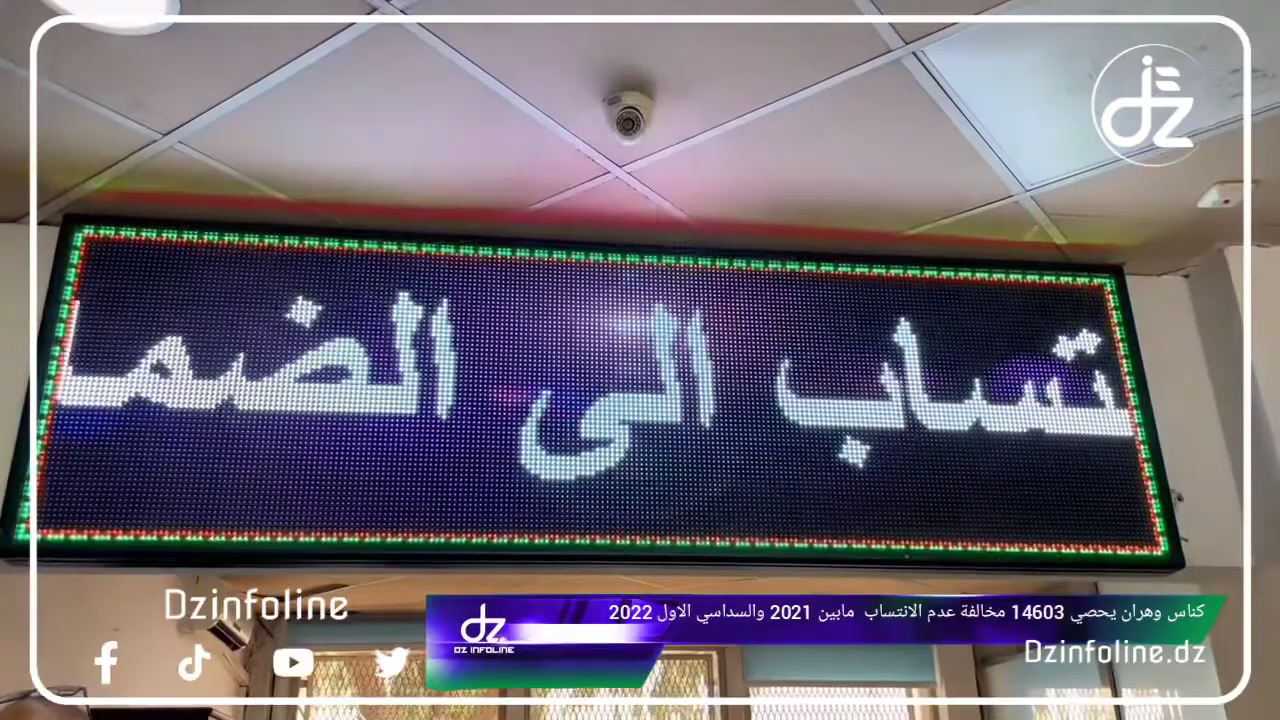 تساب الى الضما
كناس وهران يحصي 14603 مخالفة عدم الانتساب مابين 2021 والسداسي الاول 2022
Dzinfoline
DZ INFOLINE
Dzinfoline.dz